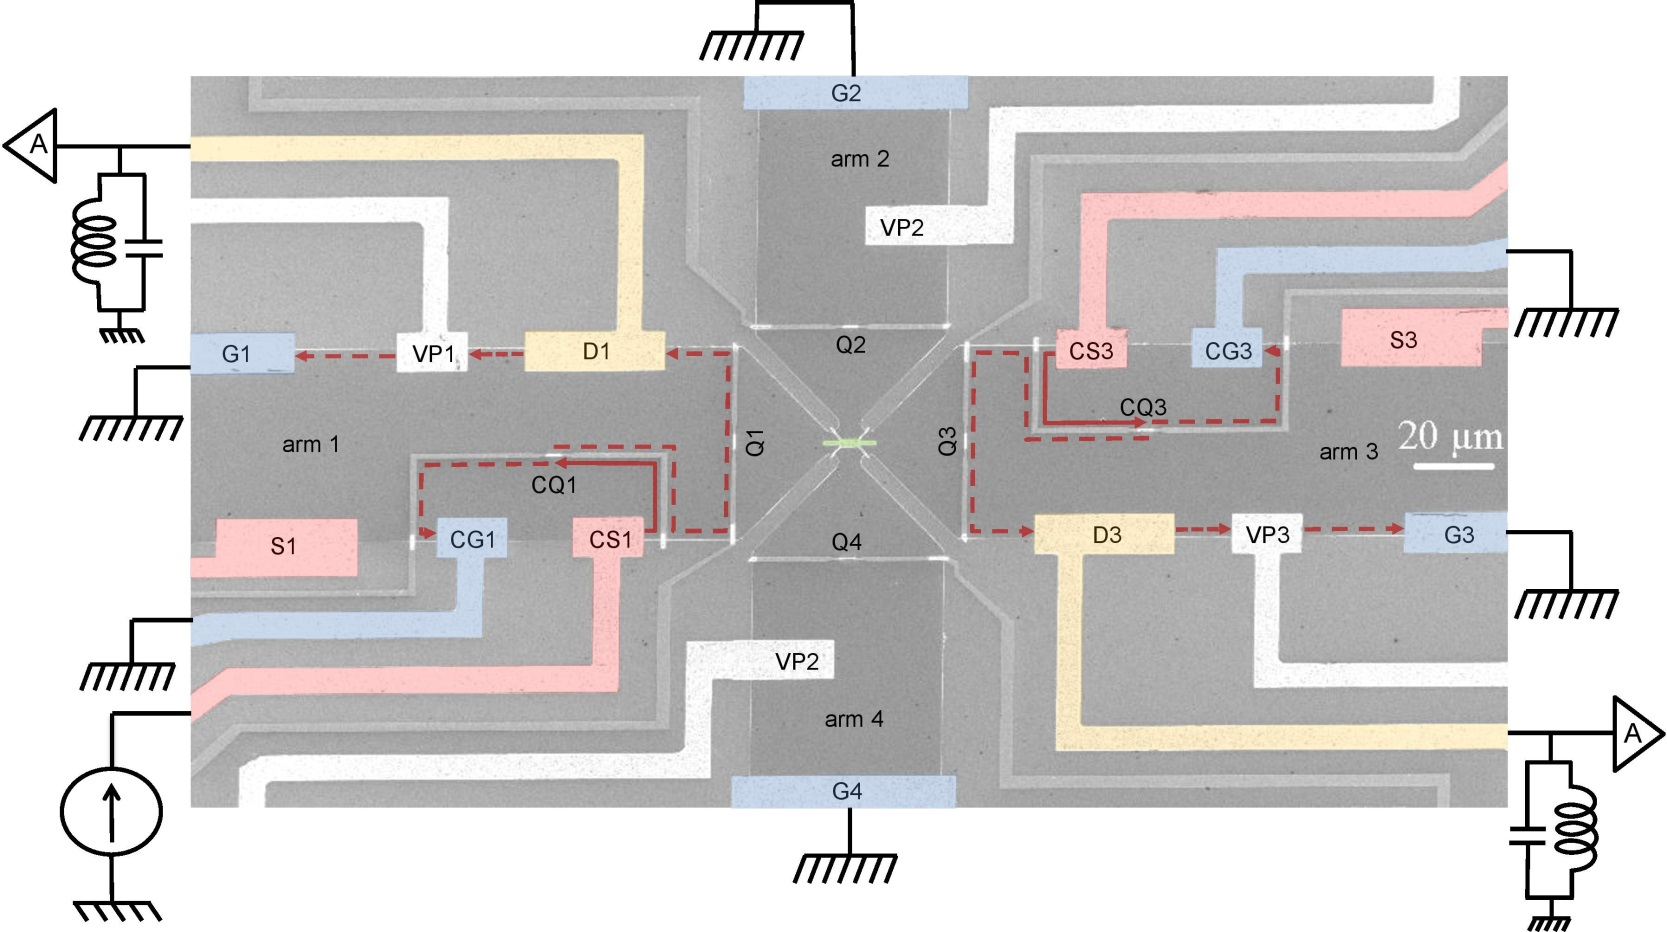 G2
A
arm 2
VP2
G1
VP1
D1
Q2
CS3
CG3
S3
CQ3
arm 1
Q1
Q3
20 µm
arm 3
CQ1
S1
CG1
CS1
Q4
D3
VP3
G3
VP2
arm 4
A
G4